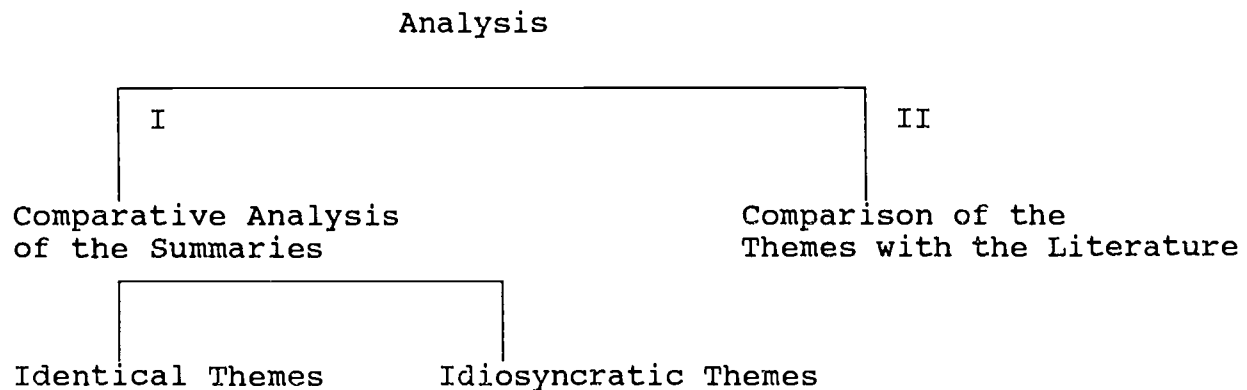 Analysis
I
II
Comparative Analysis
of the Summaries
Comparison of the
Themes with the Literature
Identical Themes
Idiosyncratic Themes